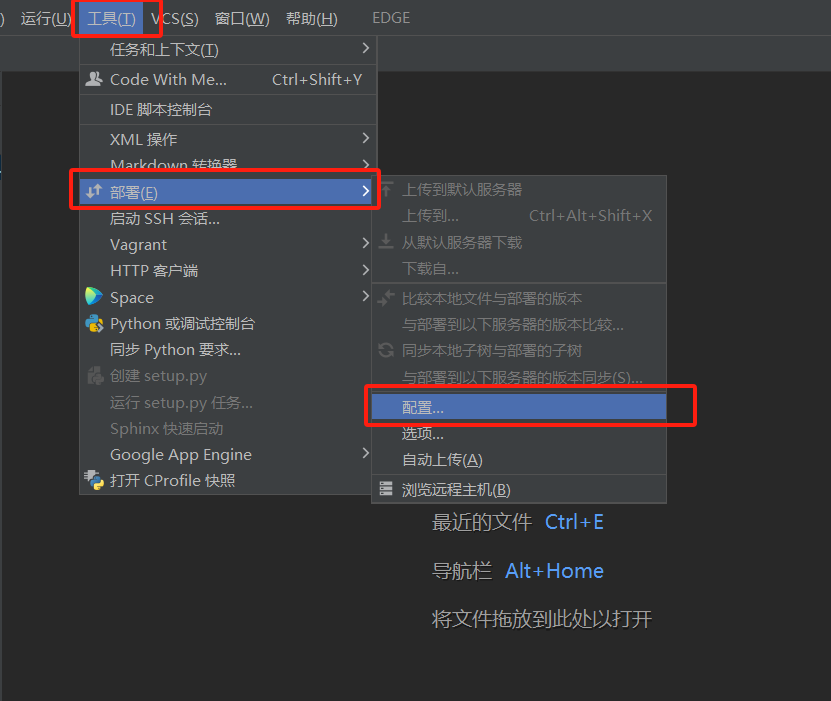 ) 运行(U) 工具(T) VCS(S) 窗口(W) 帮助(H) EDGE
任务和上下文(T)
Code With Me... Ctrl+Shift+Y
IDE 脚本控制台
XML 操作
Markdown 转换器
部署(E)
启动 SSH 会话...
Vagrant
HTTP 客户端
Space
Python 或调试控制台
同步 Python 要求...
创建 setup.py
运行 setup.py 任务...
Sphinx 快速启动
Google App Engine
打开 CProfile 快照
上传到默认服务器
上传到... Ctrl+Alt+Shift+X
从默认服务器下载
下载自...
比较本地文件与部署的版本
与部署到以下服务器的版本比较...
同步本地子树与部署的子树
与部署到以下服务器的版本同步(S)...
配置...
选项...
自动上传(A)
浏览远程主机(B)
最近的文件 Ctrl+E
导航栏 Alt+Home
将文件拖放到此处以打开